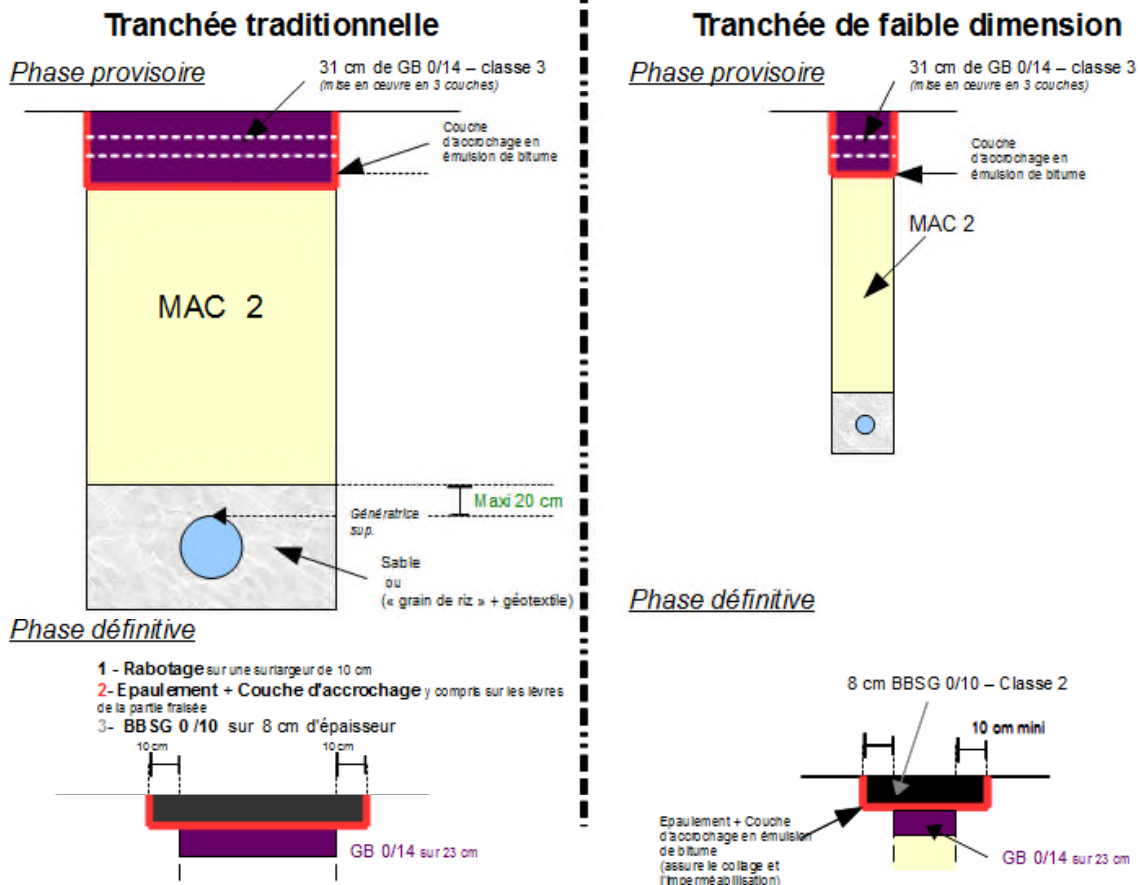 Tranchée traditionnelle
Phase provisoire
31 cm de GB 0/14 – classe 3
(mise en œuvre en 3 couches)
Couche
d'accrochage en
émulsion de bitume
MAC 2
Maxi 20 cm
Génératrice
sup.
Sable
ou
(« grain de riz » + géotextile)
Phase définitive
1 - Rabotage sur une surlargeur de 10 cm
2- Epaulement + Couche d'accrochage y compris sur les lèvres
de la partie fraisée
3- BBSG 0 /10 sur 8 cm d'épaisseur
10 cm
10 cm
GB 0/14 sur 23 cm
Tranchée de faible dimension
Phase provisoire
31 cm de GB 0/14 – classe 3
(mise en œuvre en 3 couches)
Couche
d'accrochage en
émulsion de bitume
MAC 2
Phase définitive
8 cm BBSG 0/10 – Classe 2
10 cm mini
Epaulement + Couche
d'accrochage en émulsion
de bitume
(assure le collage et
l'imperméabilisation)
GB 0/14 sur 23 cm